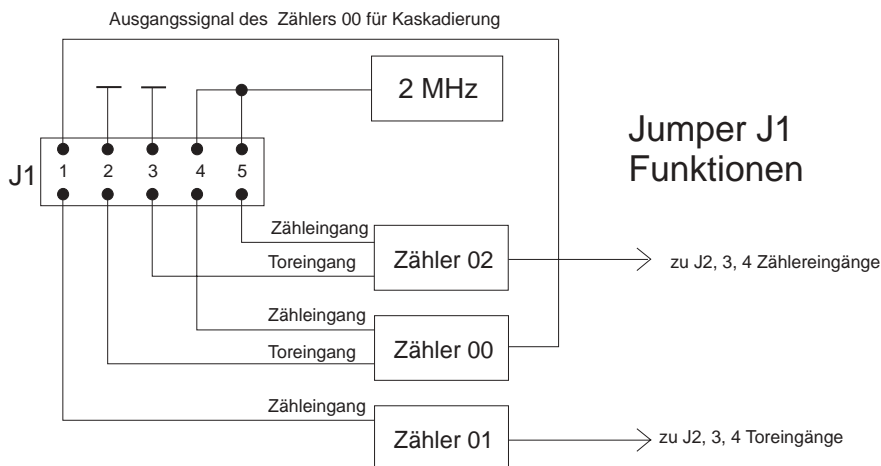 Ausgangssignal des Zählers 00 für Kaskadierung
2 MHz
Jumper J1
Funktionen
J1
1 2 3 4 5
Zähleingang
Toreingang
Zähler 02
zu J2, 3, 4 Zählereingänge
Zähleingang
Toreingang
Zähler 00
Zähleingang
Zähler 01
zu J2, 3, 4 Toreingänge